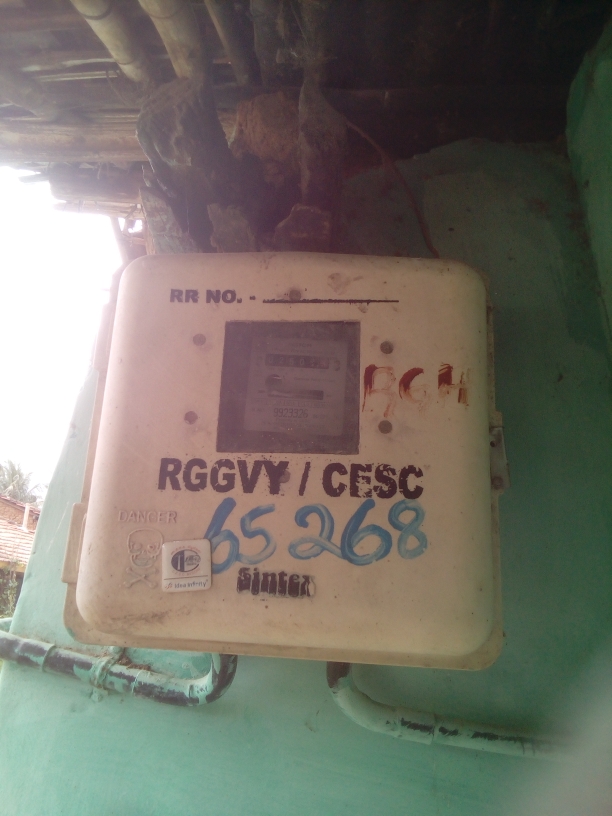 RR NO. -
RGH
RGGVY / CESC
DANGER
65268
Sintex